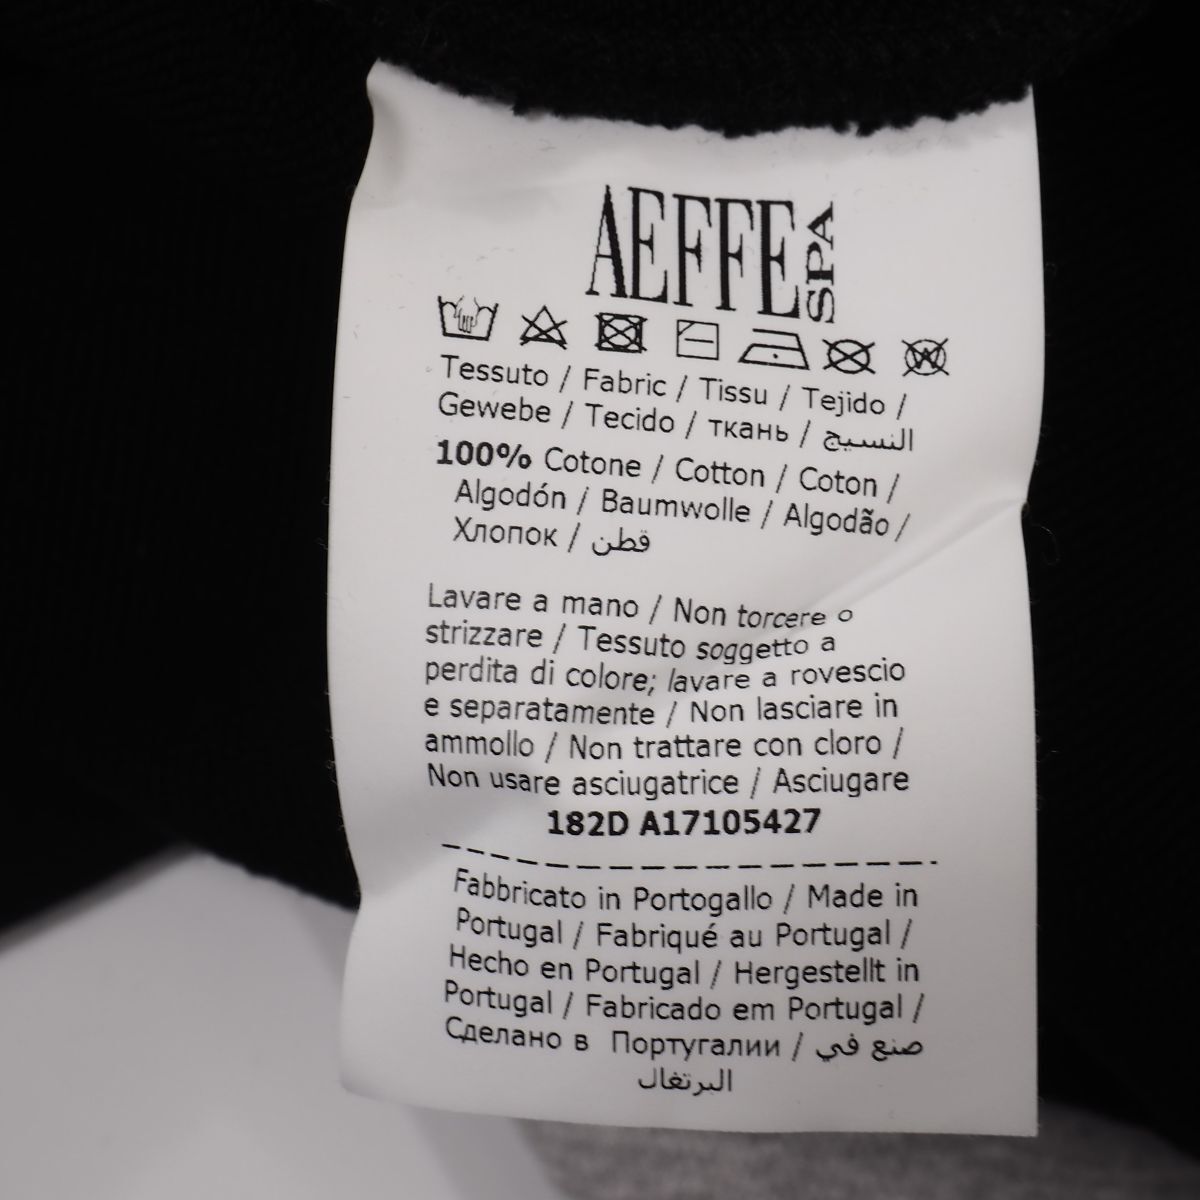 AEFFE SPA
Tessuto / Fabric / Tissu / Tejido /
Gewebe / Tecido / ткань / النسيج
100% Cotone / Cotton / Coton /
Algodón / Baumwolle / Algodão /
Хлопок / قطن
Lavare a mano / Non torcere o
strizzare / Tessuto soggetto a
perdita di colore; lavare a rovescio
e separatamente / Non lasciare in
ammollo / Non trattare con cloro /
Non usare asciugatrice / Asciugare
182D A17105427
Fabbricato in Portogallo / Made in
Portugal / Fabriqué au Portugal /
Hecho en Portugal / Hergestellt in
Portugal / Fabricado em Portugal /
Сделано в Португалии / صنع في
البرتغال